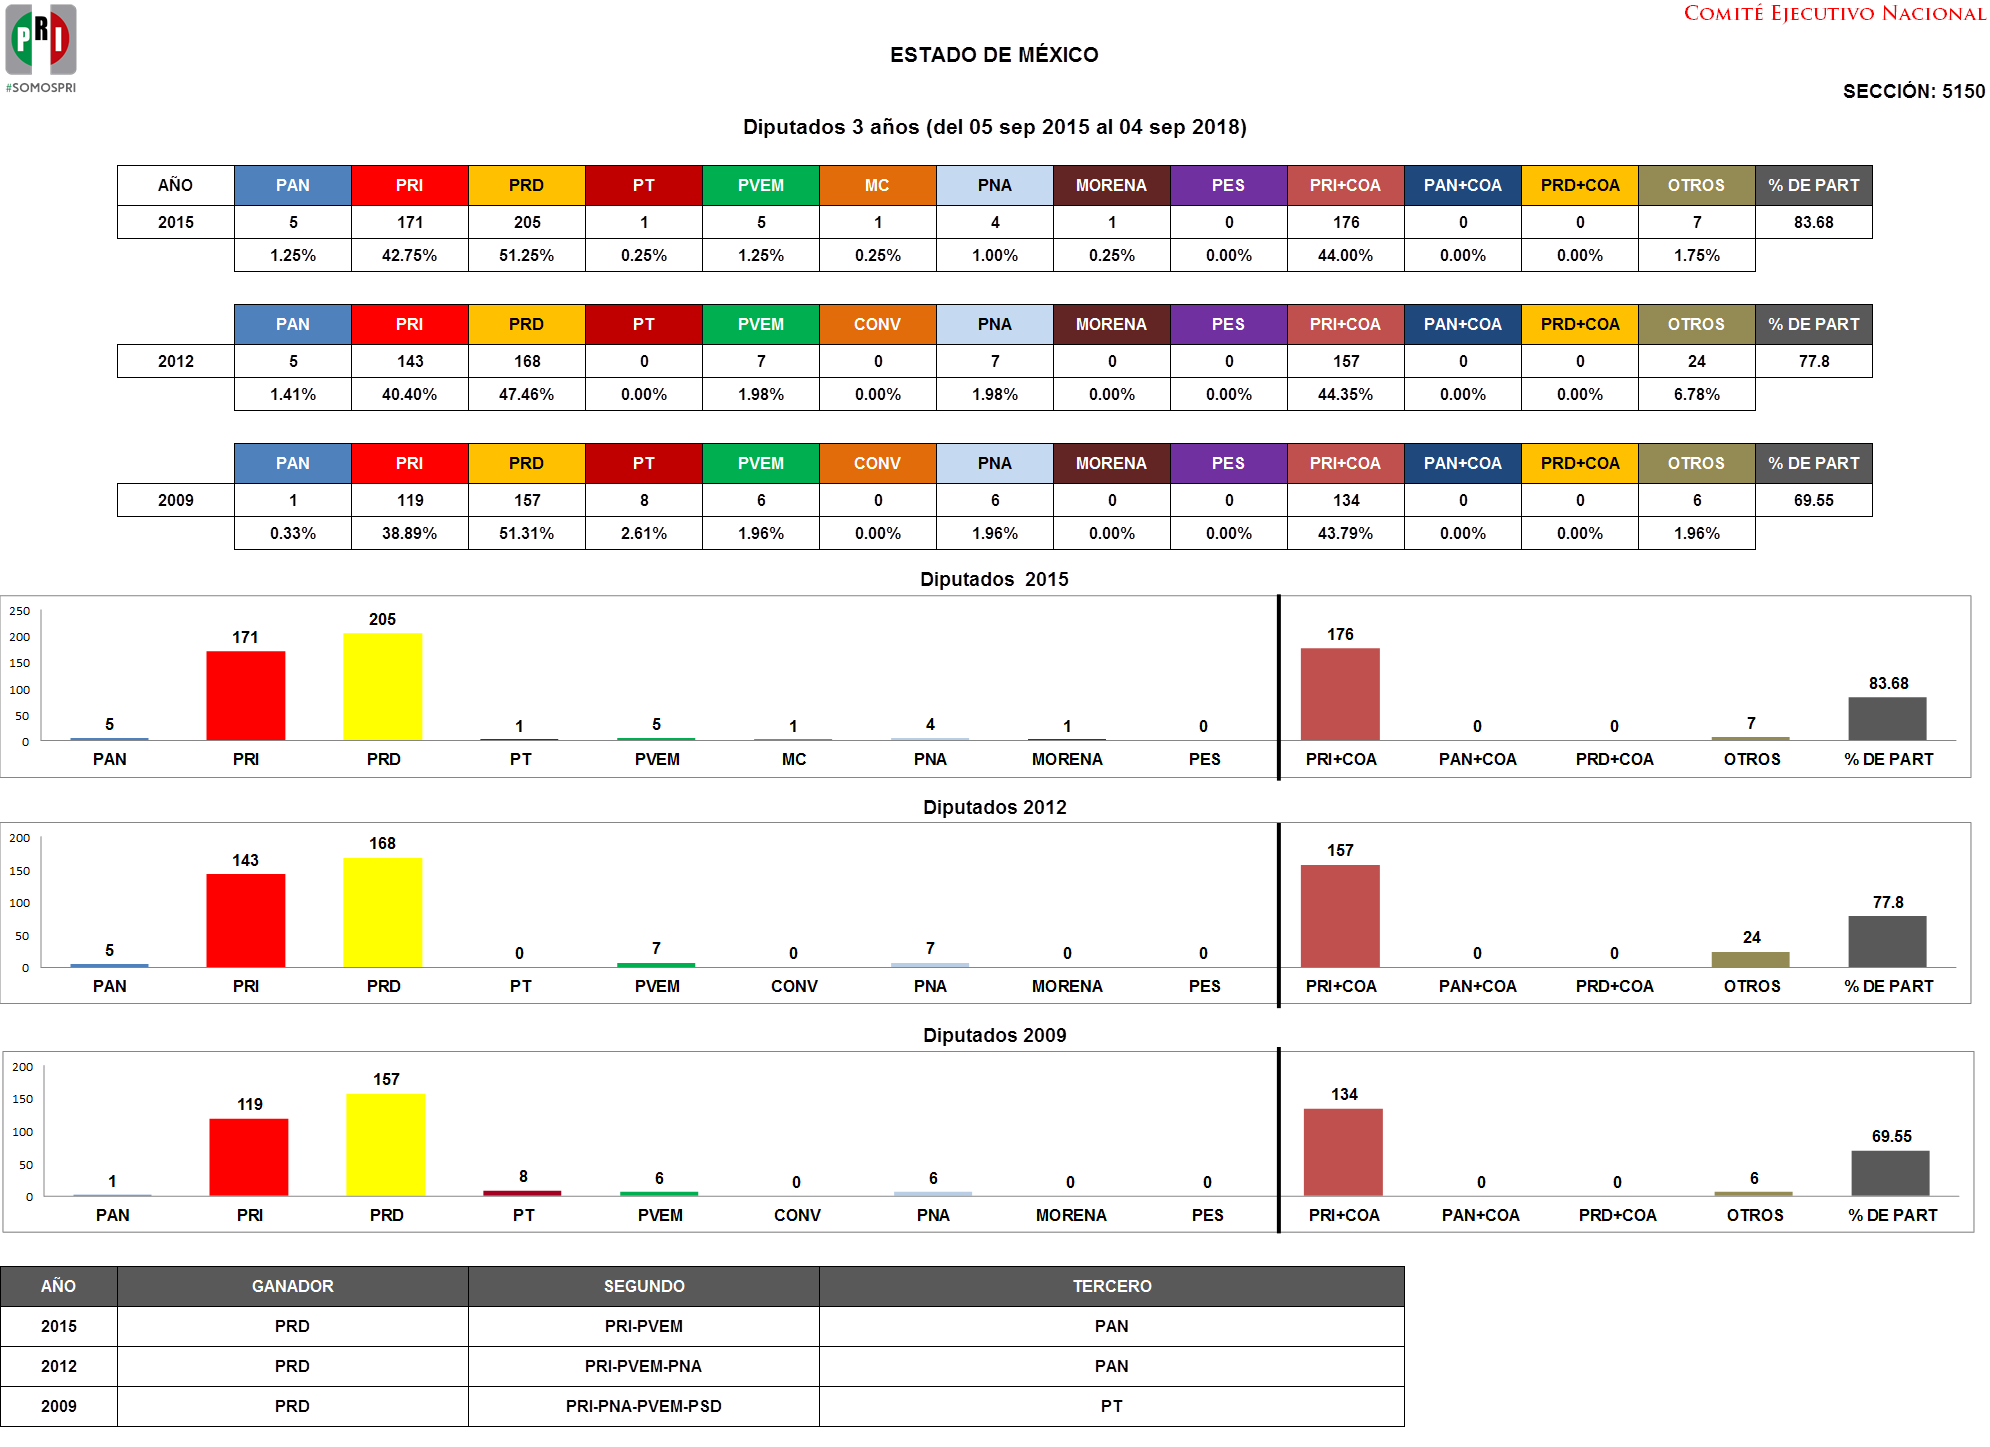 PRI
#SOMOSPRI
COMITÉ EJECUTIVO NACIONAL
ESTADO DE MÉXICO
SECCIÓN: 5150
Diputados 3 años (del 05 sep 2015 al 04 sep 2018)
AÑO PAN PRI PRD PT PVEM MC PNA MORENA PES PRI+COA PAN+COA PRD+COA OTROS % DE PART
2015 5 171 205 1 5 1 4 1 0 176 0 0 7 83.68
1.25% 42.75% 51.25% 0.25% 1.25% 0.25% 1.00% 0.25% 0.00% 44.00% 0.00% 0.00% 1.75%
PAN PRI PRD PT PVEM CONV PNA MORENA PES PRI+COA PAN+COA PRD+COA OTROS % DE PART
2012 5 143 168 0 7 0 7 0 0 157 0 0 24 77.8
1.41% 40.40% 47.46% 0.00% 1.98% 0.00% 1.98% 0.00% 0.00% 44.35% 0.00% 0.00% 6.78%
PAN PRI PRD PT PVEM CONV PNA MORENA PES PRI+COA PAN+COA PRD+COA OTROS % DE PART
2009 1 119 157 8 6 0 6 0 0 134 0 0 6 69.55
0.33% 38.89% 51.31% 2.61% 1.96% 0.00% 1.96% 0.00% 0.00% 43.79% 0.00% 0.00% 1.96%
Diputados 2015
250
200
150
100
50
0
5 171 205 1 5 1 4 1 0 176 0 0 7 83.68
PAN PRI PRD PT PVEM MC PNA MORENA PES PRI+COA PAN+COA PRD+COA OTROS % DE PART
Diputados 2012
200
150
100
50
0
5 143 168 0 7 0 7 0 0 157 0 0 24 77.8
PAN PRI PRD PT PVEM CONV PNA MORENA PES PRI+COA PAN+COA PRD+COA OTROS % DE PART
Diputados 2009
200
150
100
50
0
1 119 157 8 6 0 6 0 0 134 0 0 6 69.55
PAN PRI PRD PT PVEM CONV PNA MORENA PES PRI+COA PAN+COA PRD+COA OTROS % DE PART
AÑO GANADOR SEGUNDO TERCERO
2015 PRD PRI-PVEM PAN
2012 PRD PRI-PVEM-PNA PAN
2009 PRD PRI-PNA-PVEM-PSD PT